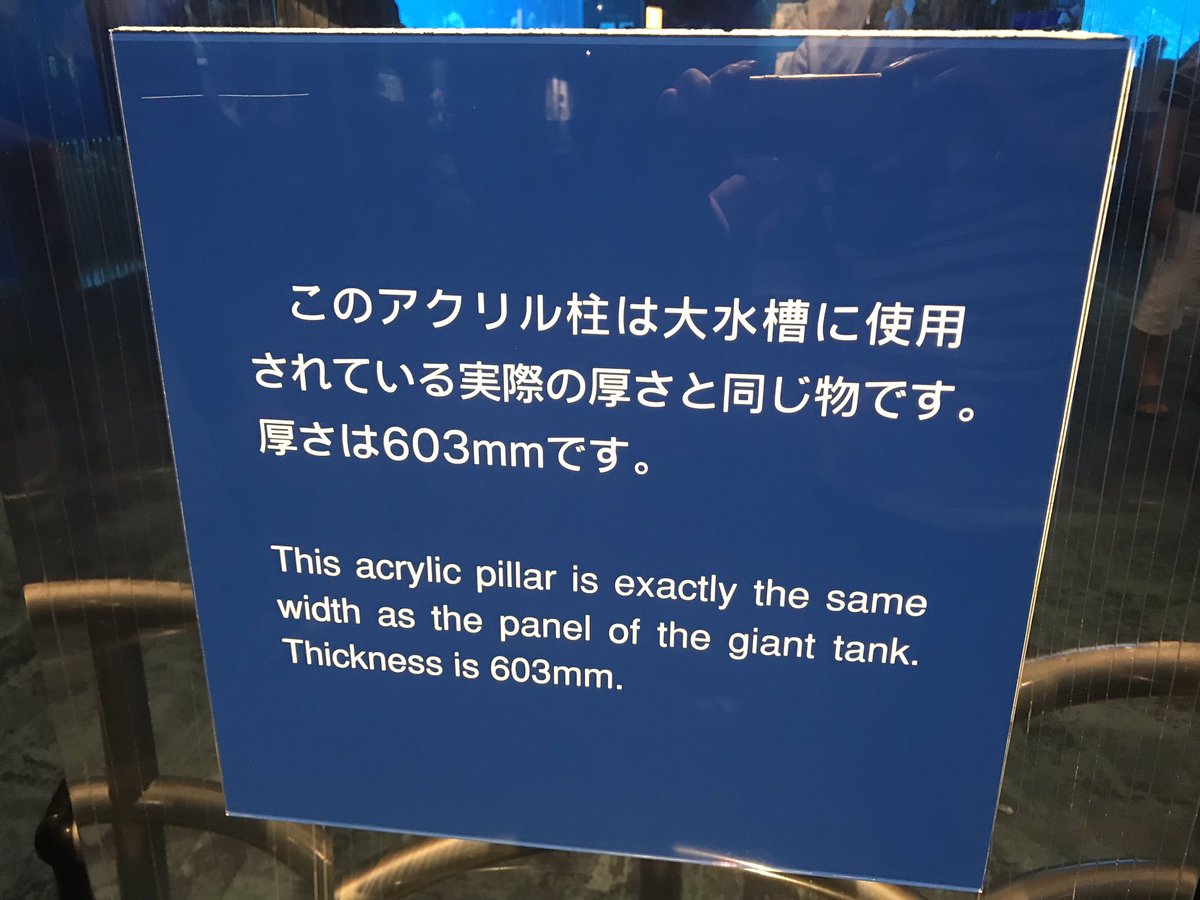 このアクリル柱は大水槽に使用
されている実際の厚さと同じ物です。
厚さは603mmです。
This acrylic pillar is exactly the same
width as the panel of the giant tank.
Thickness is 603mm.